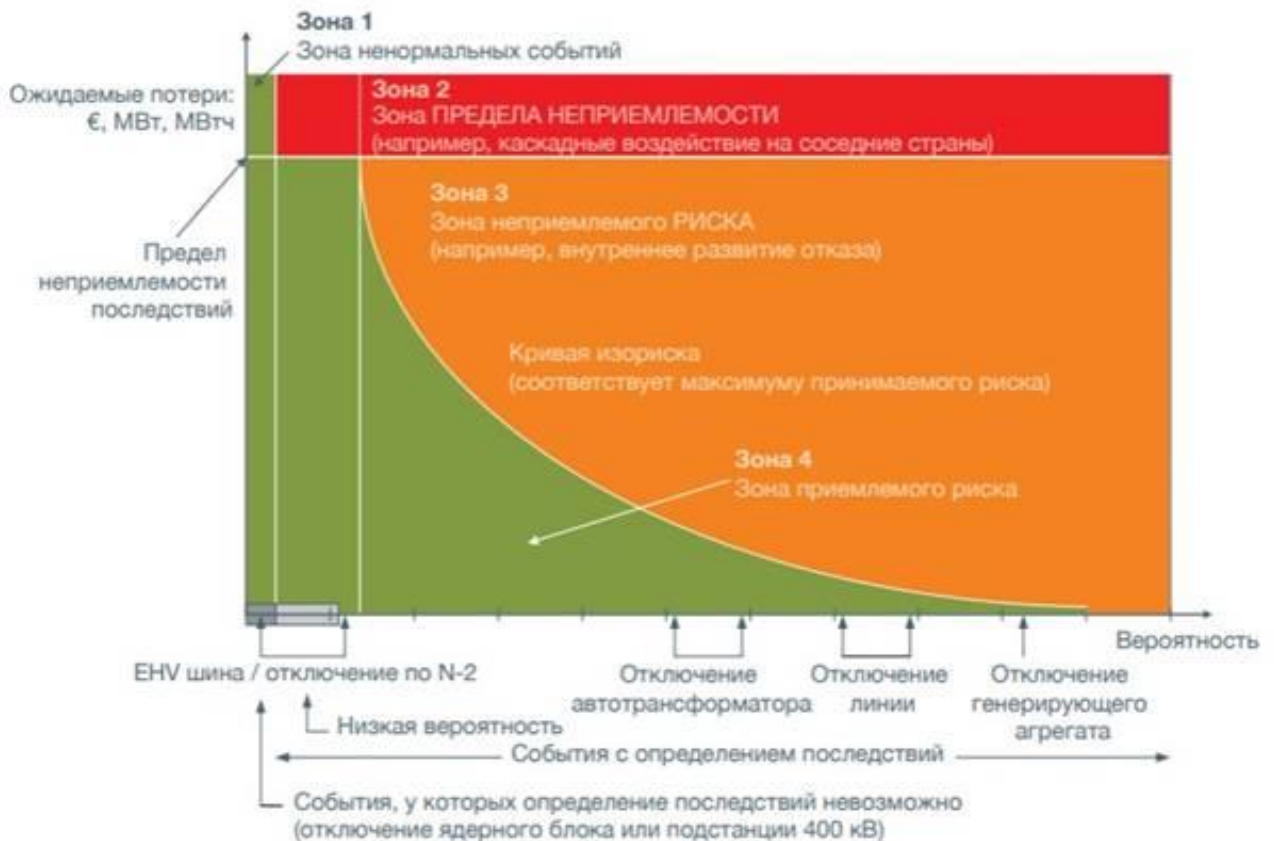 Зона 1
Зона ненормальных событий
Ожидаемые потери:
€, МВт, МВтч
Зона 2
Зона ПРЕДЕЛА НЕПРИЕМЛЕМОСТИ
(например, каскадные воздействие на соседние страны)
Зона 3
Зона неприемлемого РИСКА
(например, внутреннее развитие отказа)
Предел
неприемлемости
последствий
Кривая изориска
(соответствует максимуму принимаемого риска)
Зона 4
Зона приемлемого риска
Вероятность
EHV шина / отключение по N-2
Отключение
автотрансформатора
Отключение
линии
Отключение
генерирующего
агрегата
Низкая вероятность
События с определением последствий
События, у которых определение последствий невозможно
(отключение ядерного блока или подстанции 400 кВ)